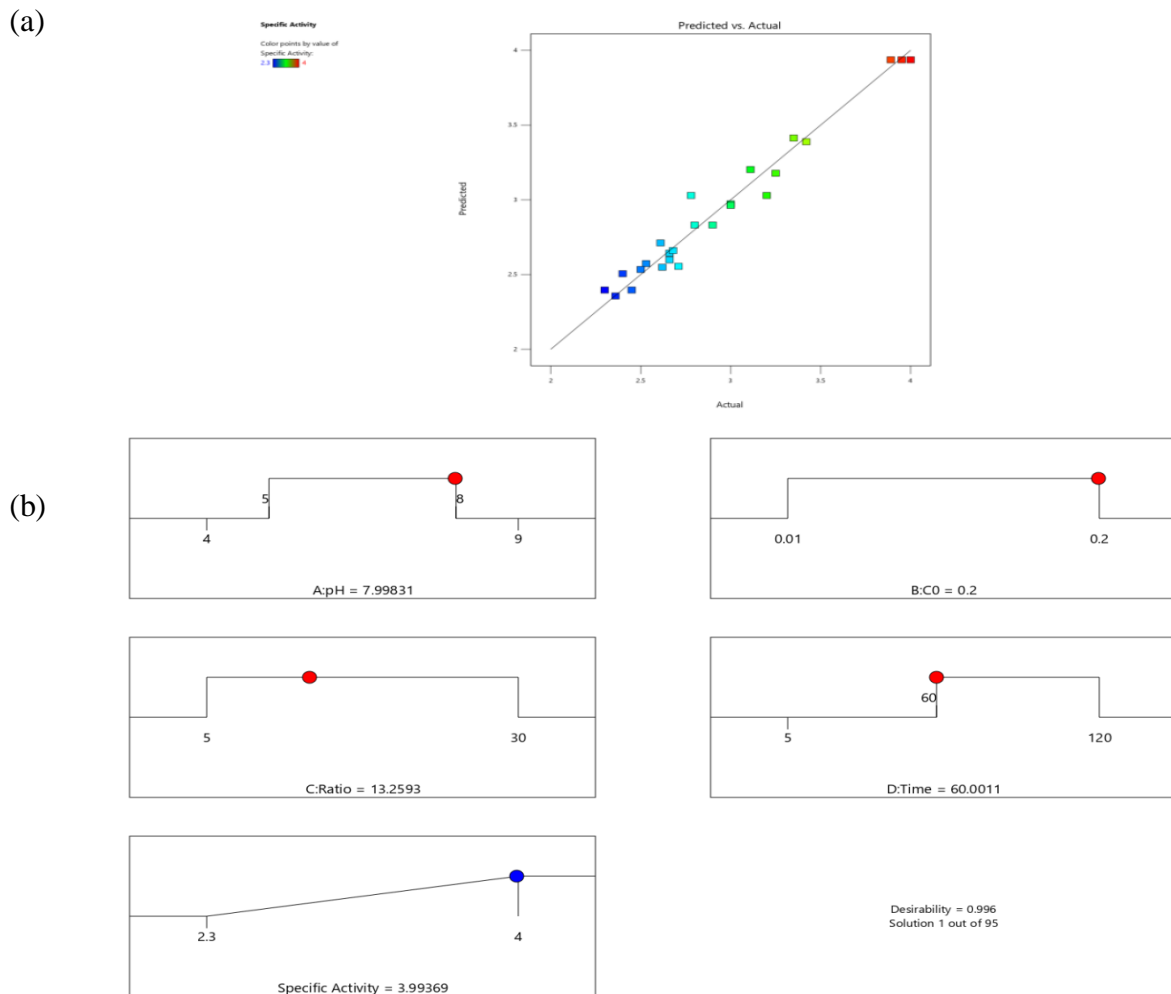 (a)
Specific Activity
Color points by value of
Specific Activity:
2.3 4
Predicted vs. Actual
4
3.5
3
2.5
2
Predicted
2 2.5 3 3.5 4
Actual
(b)
5 8
4 9
A:pH = 7.99831
0.01 0.2
B:C0 = 0.2
5 30
C:Ratio = 13.2593
60
5 120
D:Time = 60.0011
2.3 4
Specific Activity = 3.99369
Desirability = 0.996
Solution 1 out of 95